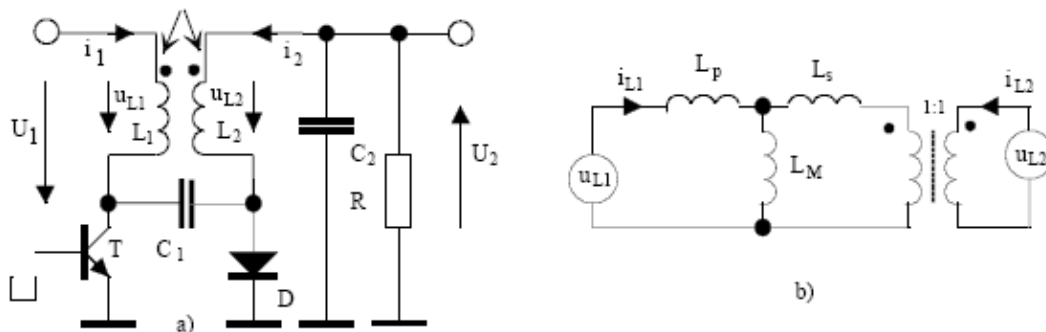 i1
i2
uL1
uL2
U1
L1
L2
C2
U2
R
T
C1
D
a)
iL1
Lp
Ls
iL2
1:1
uL1
LM
uL2
b)